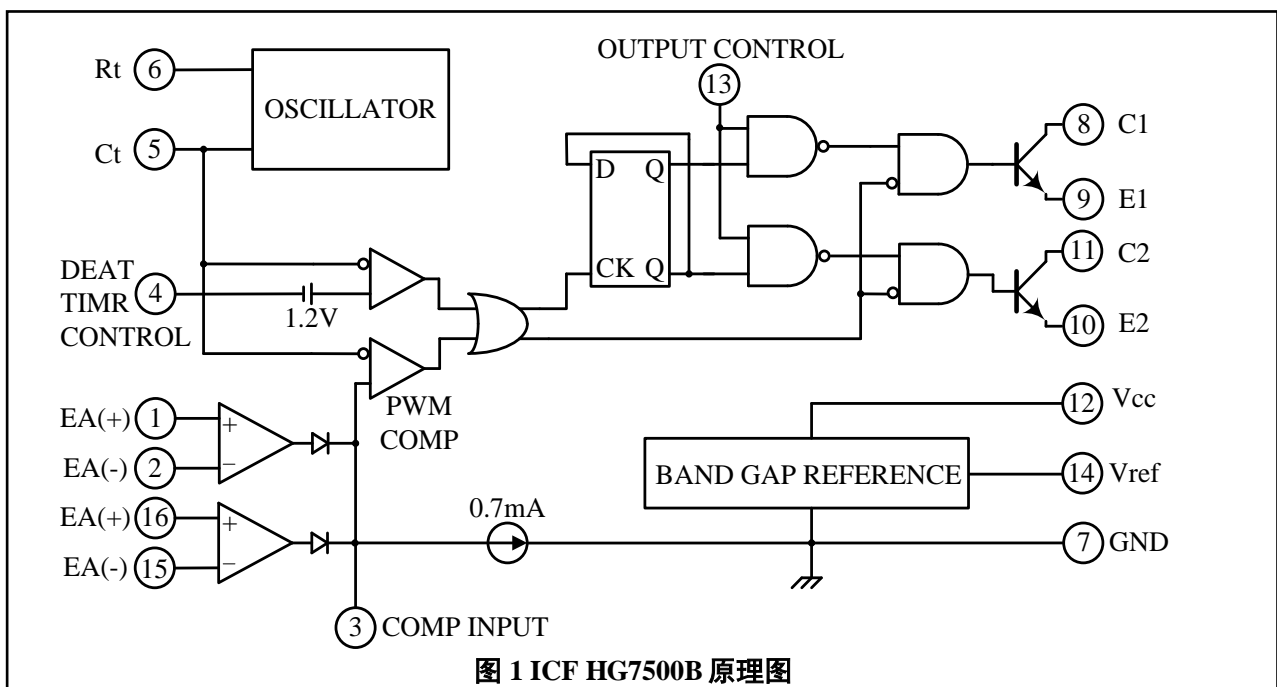 OUTPUT CONTROL
Rt 6
OSCILLATOR
13
8 C1
Ct 5
D Q
9 E1
11 C2
DEAT
TIMR
CONTROL
4
1.2V
CK Q
10 E2
PWM
COMP
EA(+) 1
+
EA(-) 2
−
12 Vcc
BAND GAP REFERENCE
14 Vref
EA(+) 16
+
EA(-) 15
−
0.7mA
7 GND
3 COMP INPUT
图 1 ICF HG7500B 原理图